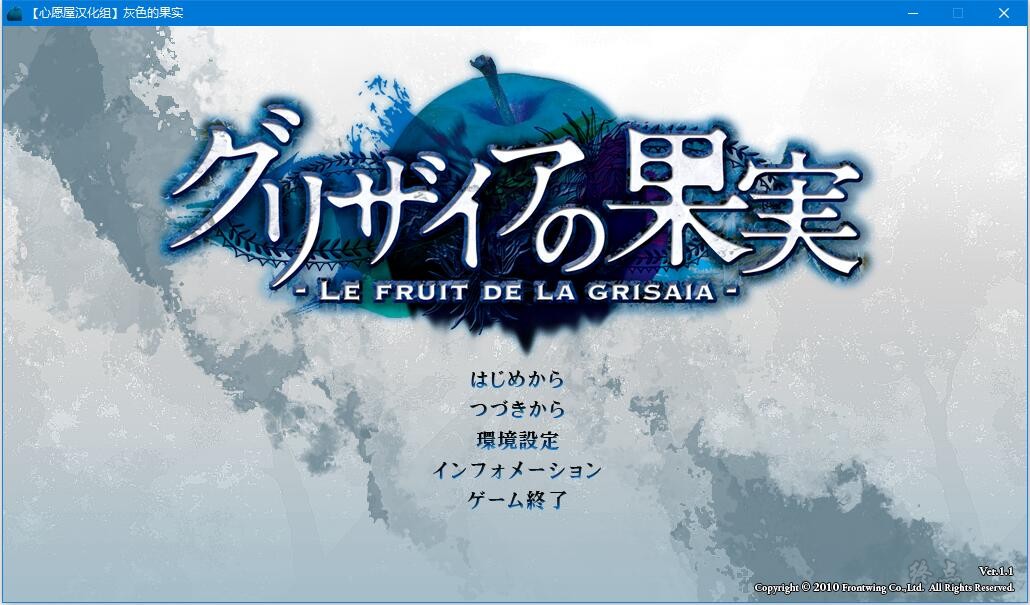 【心愿屋汉化组】灰色的果实
グリザイアの果実
- LE FRUIT DE LA GRISAIA -
はじめから
つづきから
環境設定
インフォメーション
ゲーム終了
Ver.1.1
Copyright © 2010 Frontwing Co.,Ltd. All Rights Reserved.